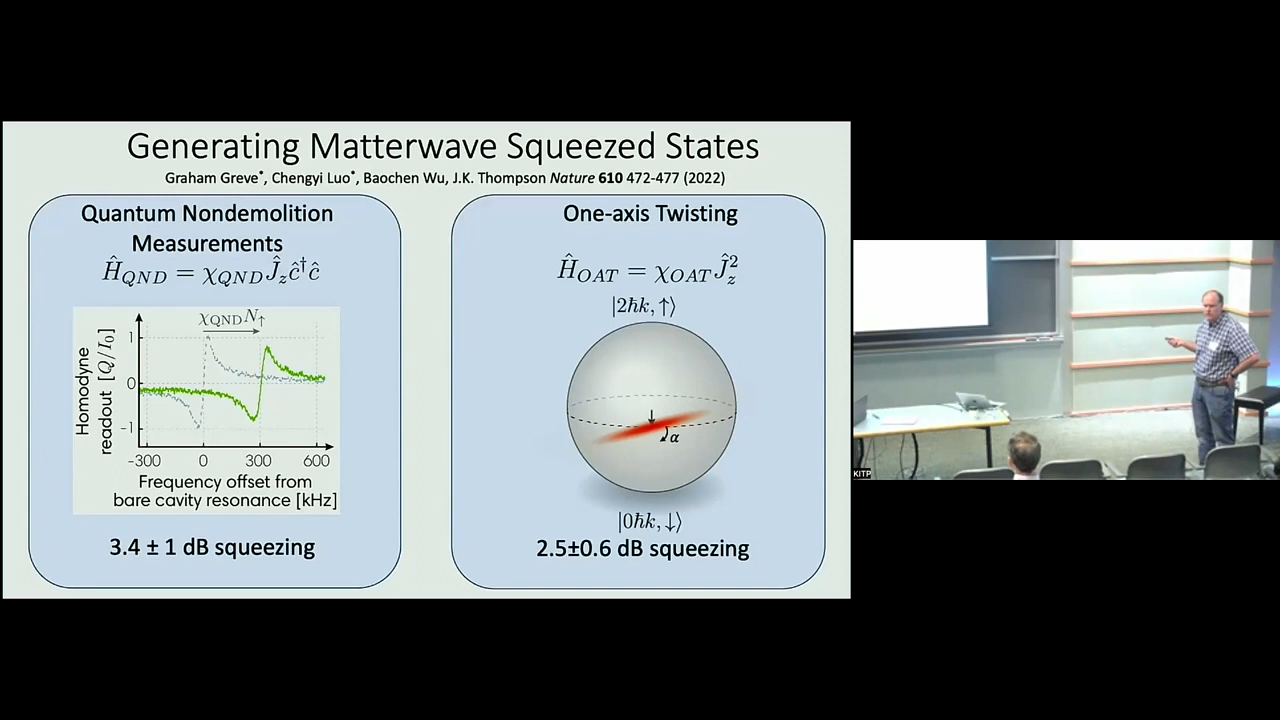 Generating Matterwave Squeezed States
Graham Greve*, Chengyi Luo*, Baochen Wu, J.K. Thompson Nature 610 472-477 (2022)
Quantum Nondemolition
Measurements
Ĥ_QND = χ_QND Ĵ_z ĉ†ĉ
χ_QND N_↑
Homodyne
readout [Q/I₀]
1
0
-1
-300 0 300 600
Frequency offset from
bare cavity resonance [kHz]
3.4 ± 1 dB squeezing
One-axis Twisting
Ĥ_OAT = χ_OAT Ĵ_z²
|2ħk, ↑⟩
α
|0ħk, ↓⟩
2.5±0.6 dB squeezing
KITP